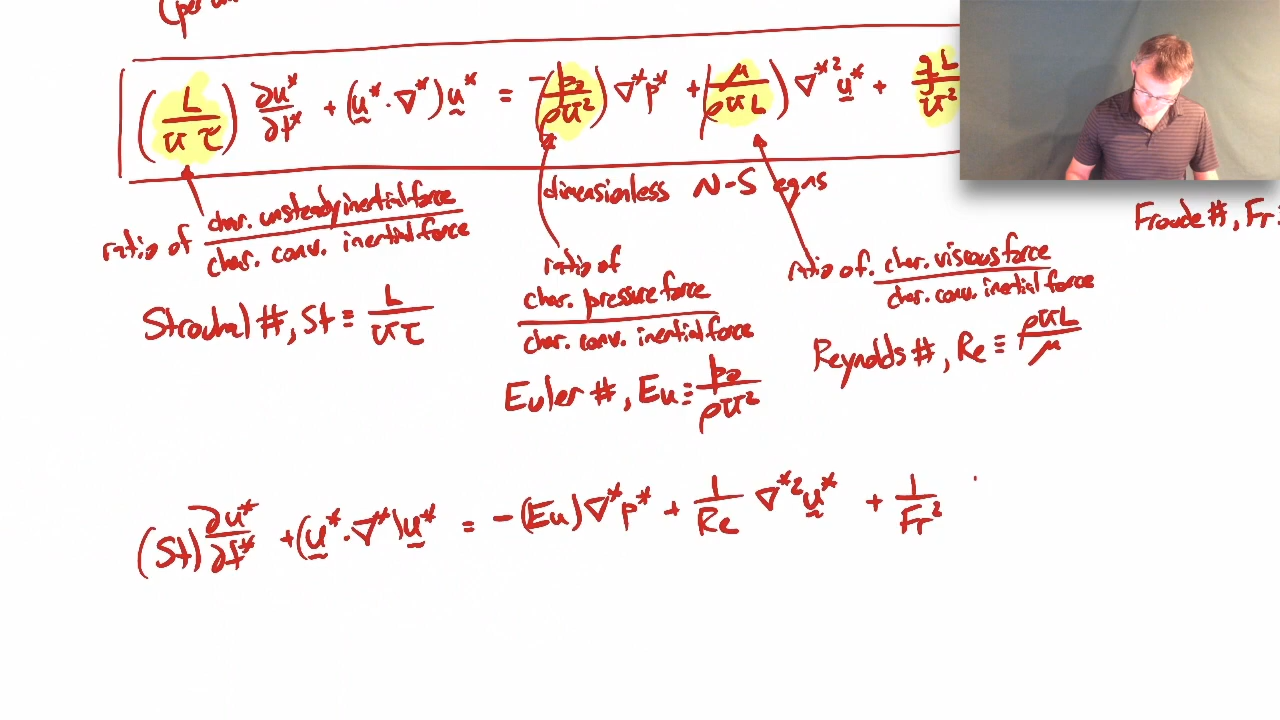 (per un
(L/Uτ) ∂u*/∂t* + (u*·∇*)u* = -(p₀/ρU²)∇*p* + (μ/ρUL)∇*²u* + gL/U²
dimensionless N-S eqns
ratio of char. unsteady inertial force / char. conv. inertial force
Strouhal #, St ≡ L/Uτ
ratio of
char. pressure force / char. conv. inertial force
Euler #, Eu ≡ p₀/ρU²
ratio of. char. viscous force / char. conv. inertial force
Reynolds #, Re ≡ ρUL/μ
Froude #, Fr
(St) ∂u*/∂t* + (u*·∇*)u* = -(Eu)∇*p* + 1/Re ∇*²u* + 1/Fr²